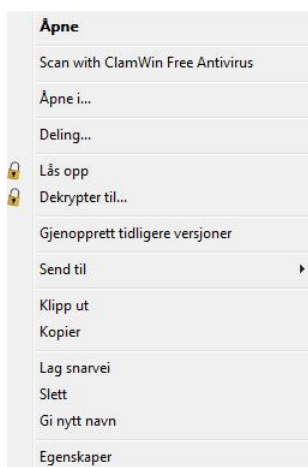 Åpne
Scan with ClamWin Free Antivirus
Åpne i...
Deling...
Lås opp
Dekrypter til...
Gjenopprett tidligere versjoner
Send til
Klipp ut
Kopier
Lag snarvei
Slett
Gi nytt navn
Egenskaper